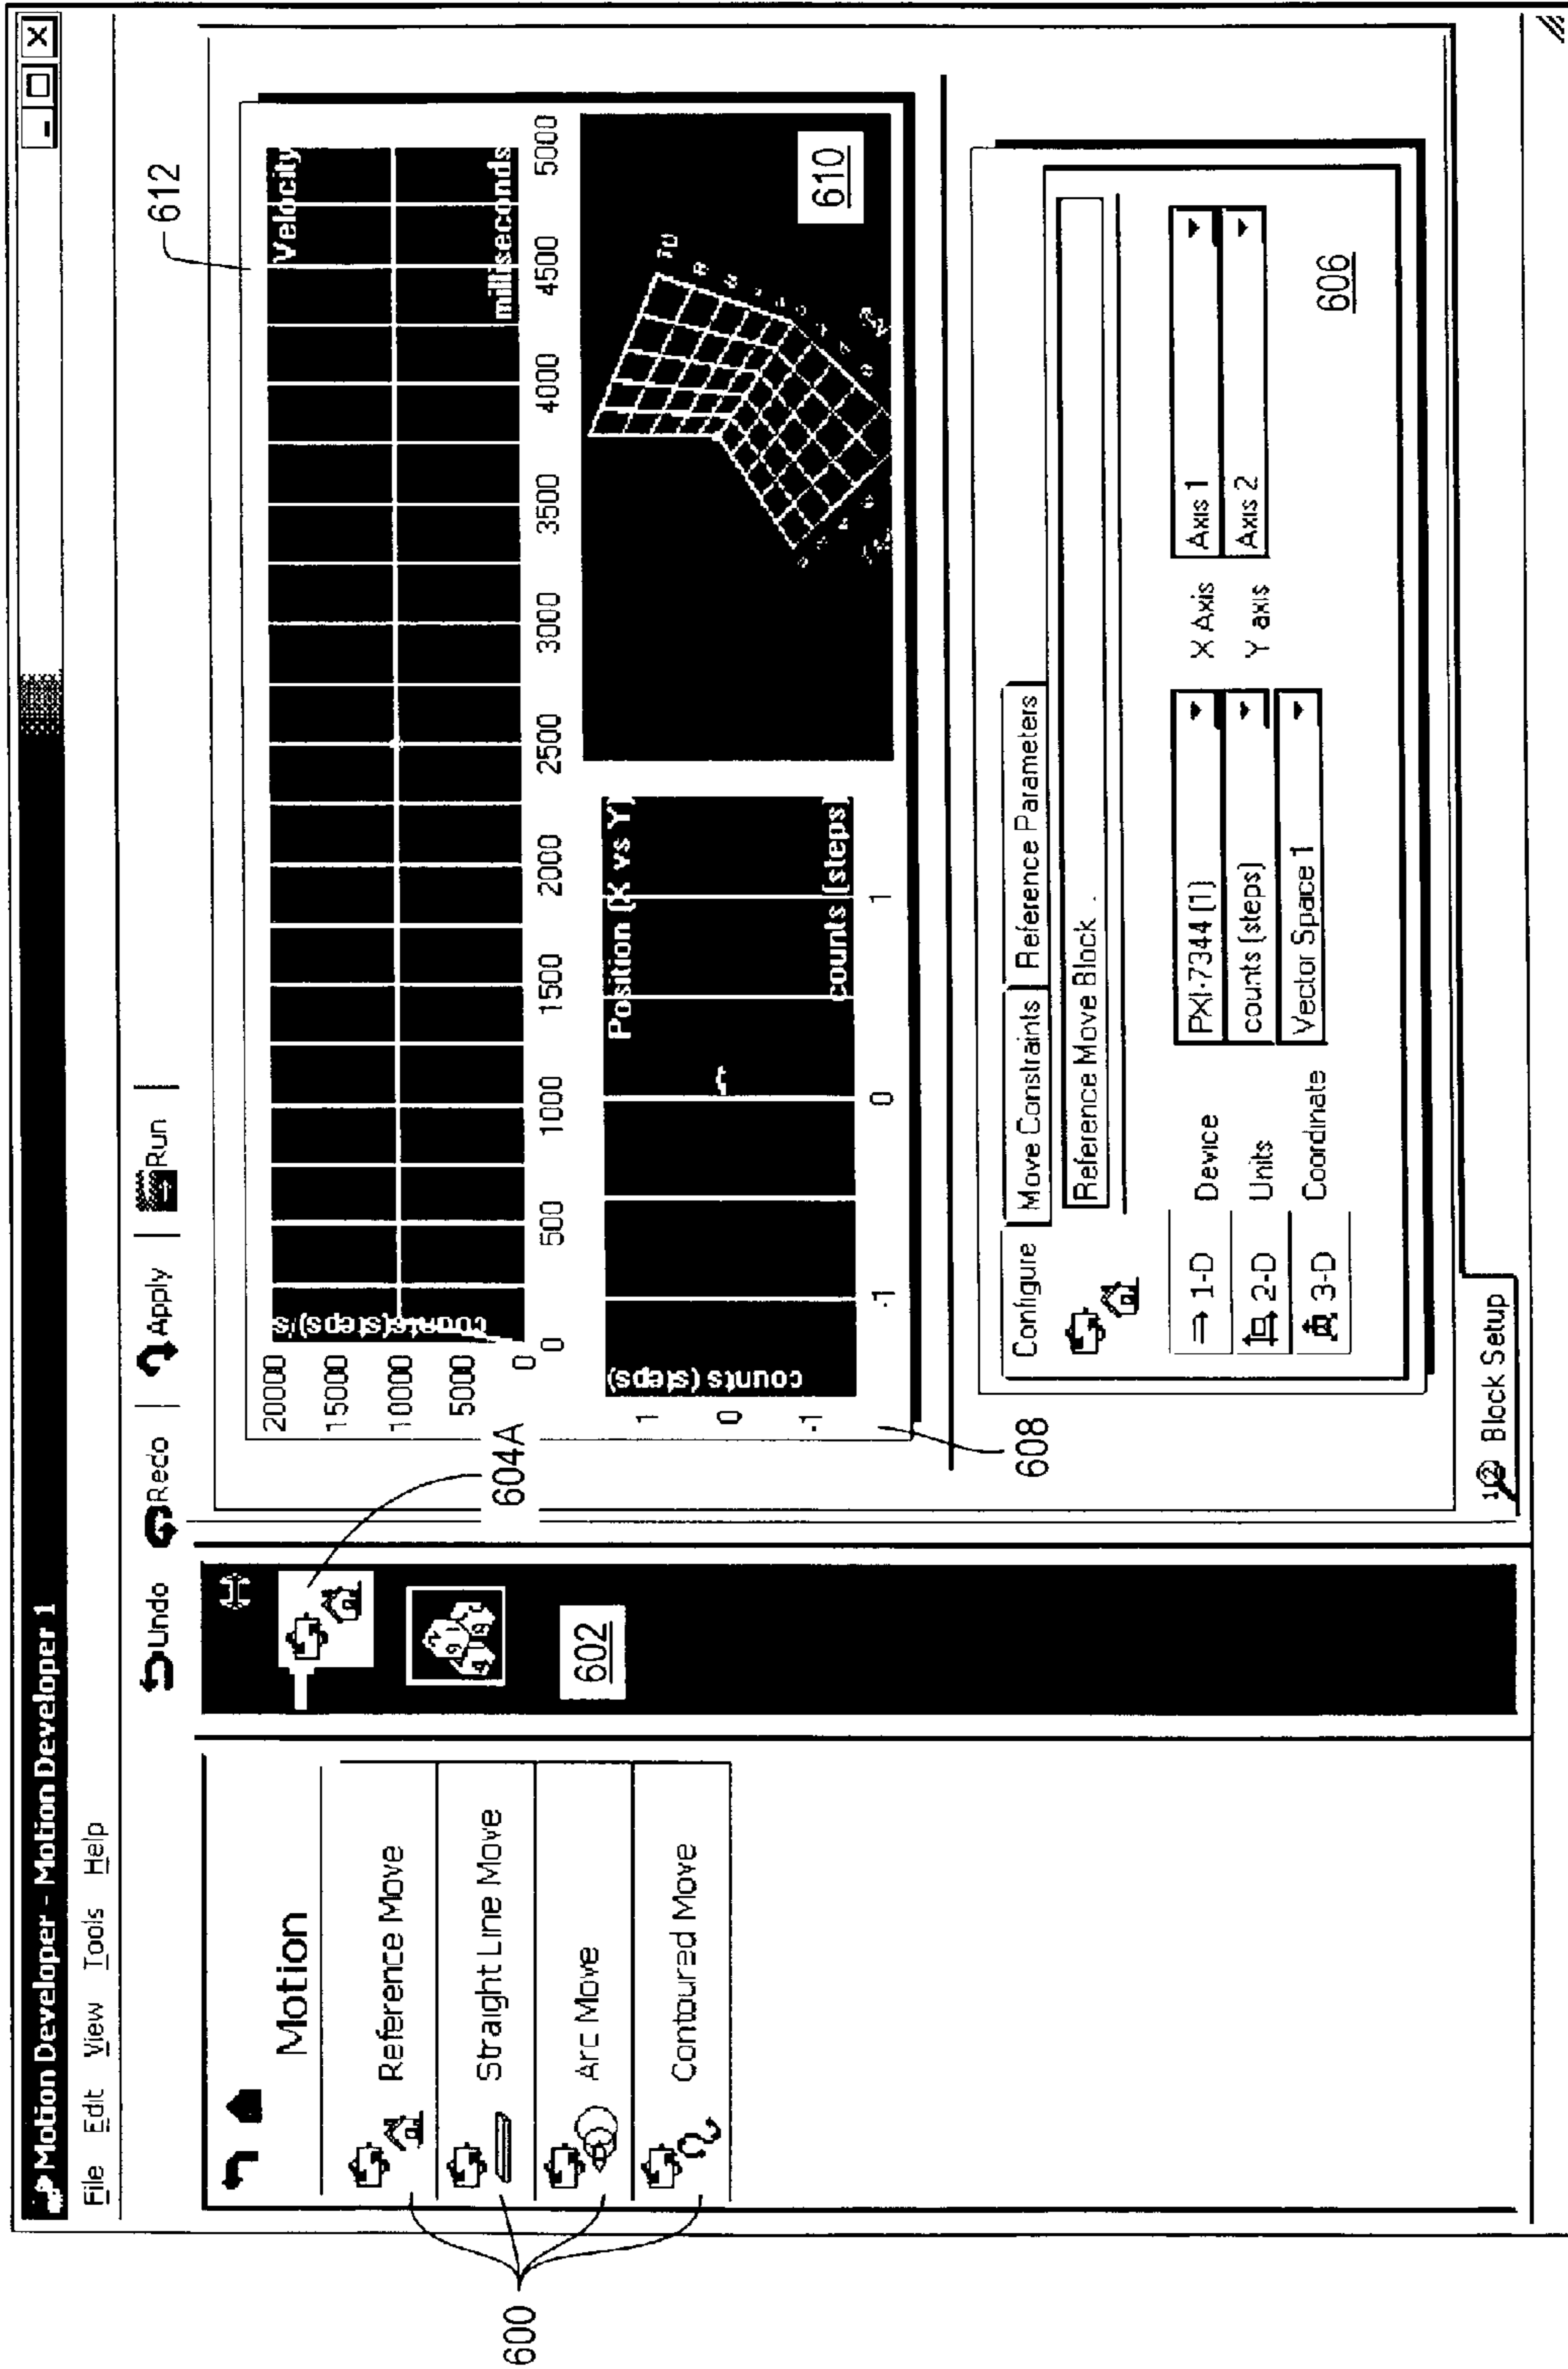 Motion Developer - Motion Developer 1
File Edit View Tools Help
Undo Redo Apply Run
Motion
Reference Move
Straight Line Move
Arc Move
Contoured Move
600
602
604A
612
Velocity
counts(steps)/s
20000
15000
10000
5000
0
milliseconds
0 500 1000 1500 2000 2500 3000 3500 4000 4500 5000
Position (X vs Y)
counts (steps)
1
0
-1
counts (steps)
-1 0 1
608
610
Configure Move Constraints Reference Parameters
Reference Move Block .
1-D Device PXI-7344 (1) X Axis Axis 1
2-D Units counts (steps) Y axis Axis 2
3-D Coordinate Vector Space 1
606
Block Setup